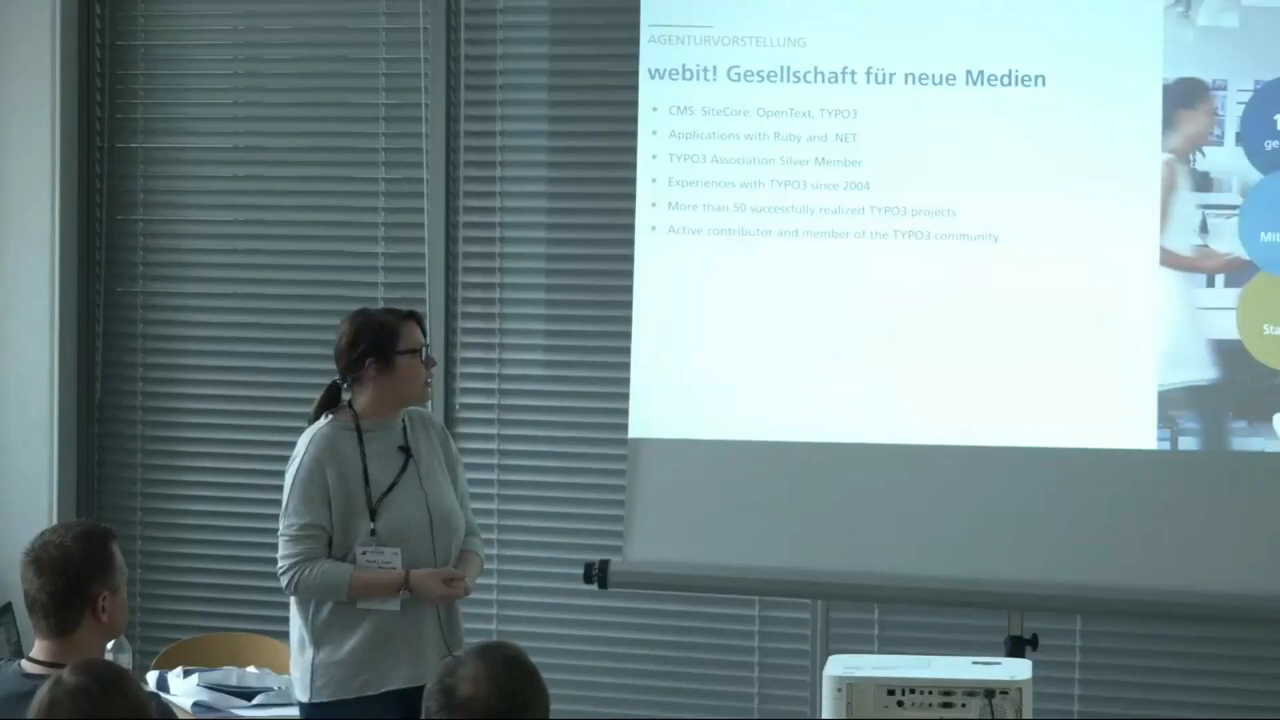 AGENTURVORSTELLUNG
webit! Gesellschaft für neue Medien
CMS: SiteCore, OpenText, TYPO3
Applications with Ruby and .NET
TYPO3 Association Silver Member
Experiences with TYPO3 since 2004
More than 50 successfully realized TYPO3 projects
Active contributor and member of the TYPO3 community